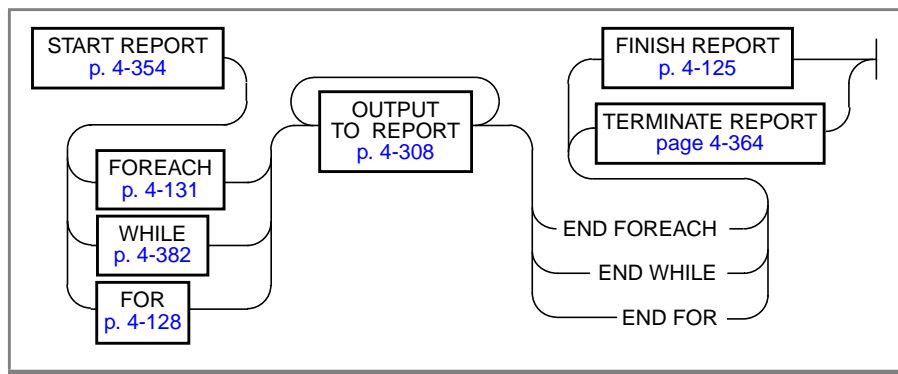 START REPORT
p. 4-354
FOREACH
p. 4-131
WHILE
p. 4-382
FOR
p. 4-128
OUTPUT
TO REPORT
p. 4-308
FINISH REPORT
p. 4-125
TERMINATE REPORT
page 4-364
END FOREACH
END WHILE
END FOR